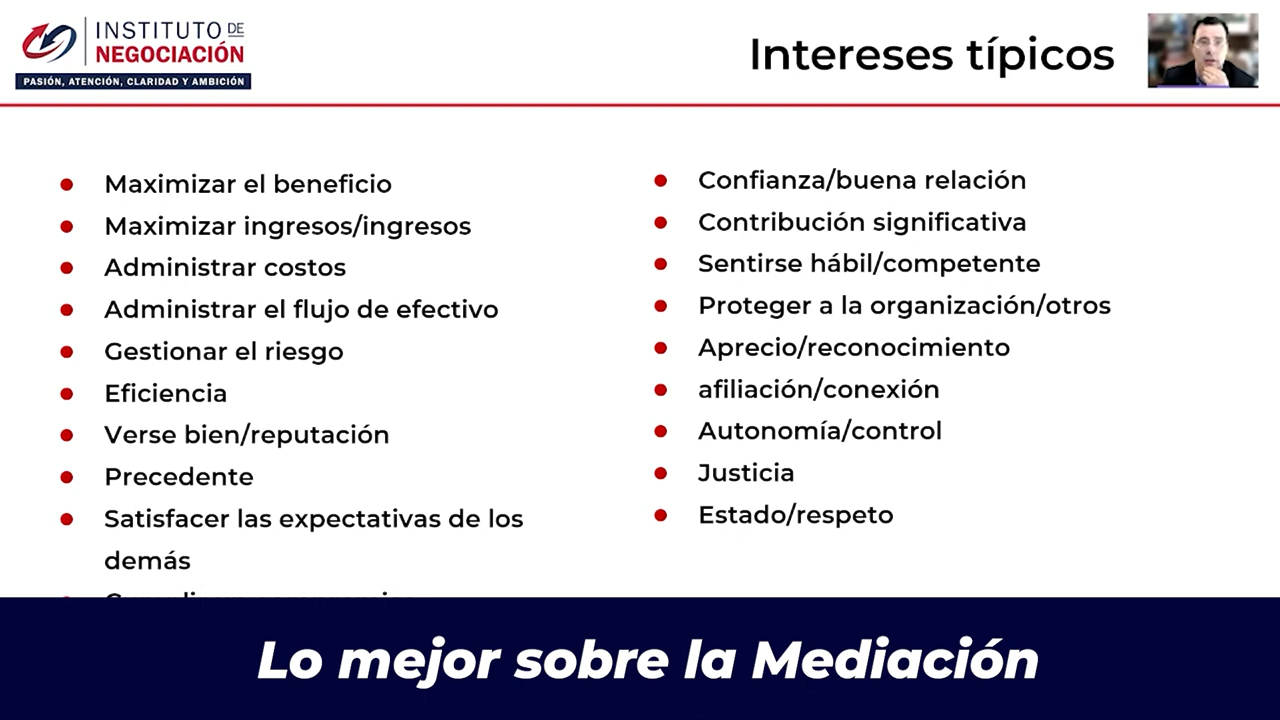 INSTITUTO DE
NEGOCIACIÓN
PASIÓN, ATENCIÓN, CLARIDAD Y AMBICIÓN
Intereses típicos
Maximizar el beneficio
Maximizar ingresos/ingresos
Administrar costos
Administrar el flujo de efectivo
Gestionar el riesgo
Eficiencia
Verse bien/reputación
Precedente
Satisfacer las expectativas de los
demás
Confianza/buena relación
Contribución significativa
Sentirse hábil/competente
Proteger a la organización/otros
Aprecio/reconocimiento
afiliación/conexión
Autonomía/control
Justicia
Estado/respeto
Lo mejor sobre la Mediación